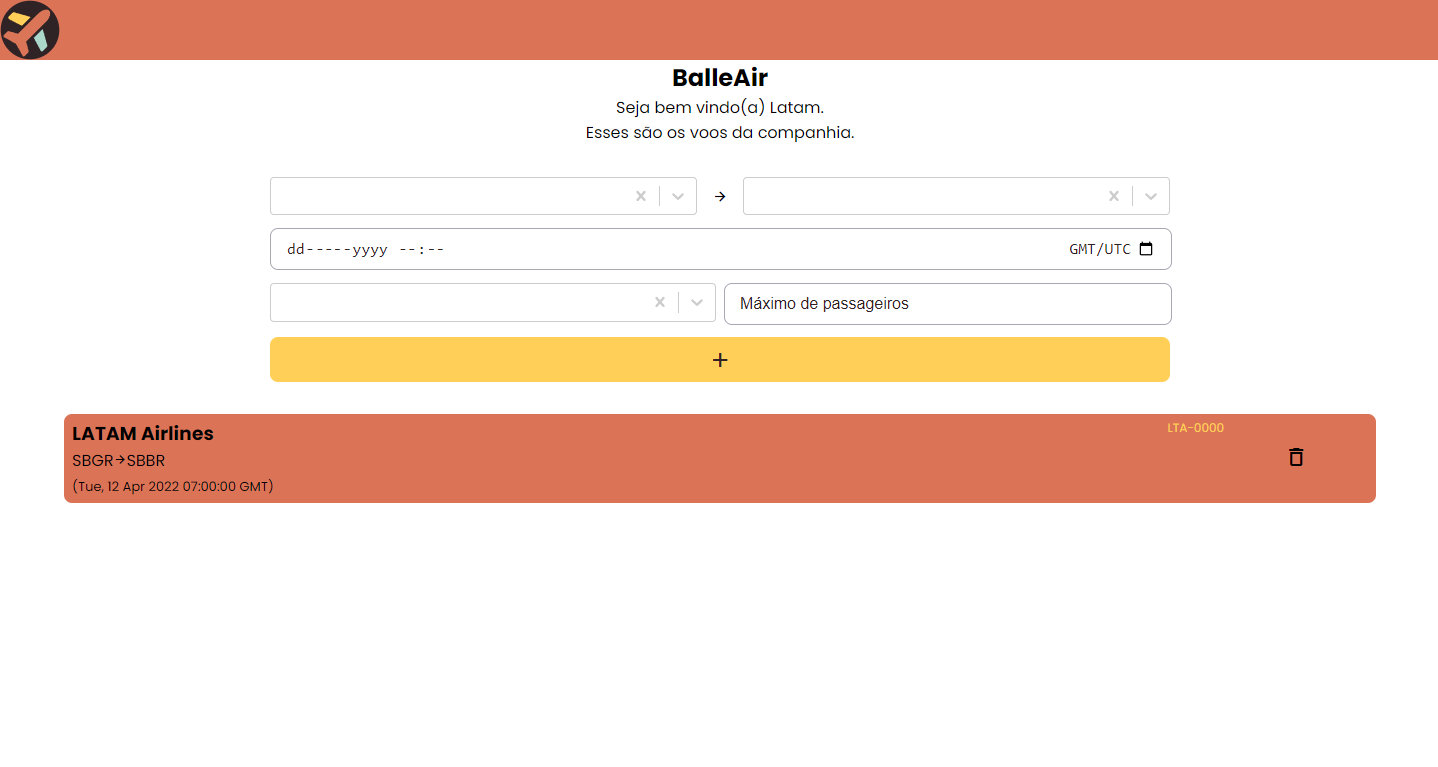 BalleAir
Seja bem vindo(a) Latam.
Esses são os voos da companhia.
→
dd-----yyyy --:-- GMT/UTC
Máximo de passageiros
+
LATAM Airlines
LTA-0000
SBGR→SBBR
(Tue, 12 Apr 2022 07:00:00 GMT)